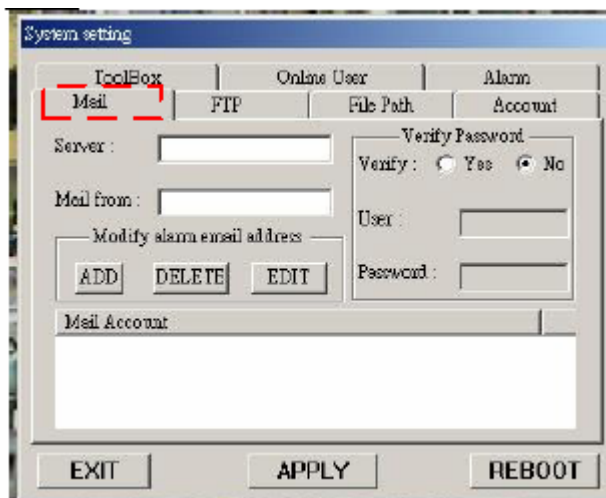 System setting
ToolBox Online User Alarm
Mail FTP File Path Account
Server :
Verify Password
Verify : Yes No
Mail from :
User :
Modify alarm email address
ADD DELETE EDIT
Password :
Mail Account
EXIT APPLY REBOOT